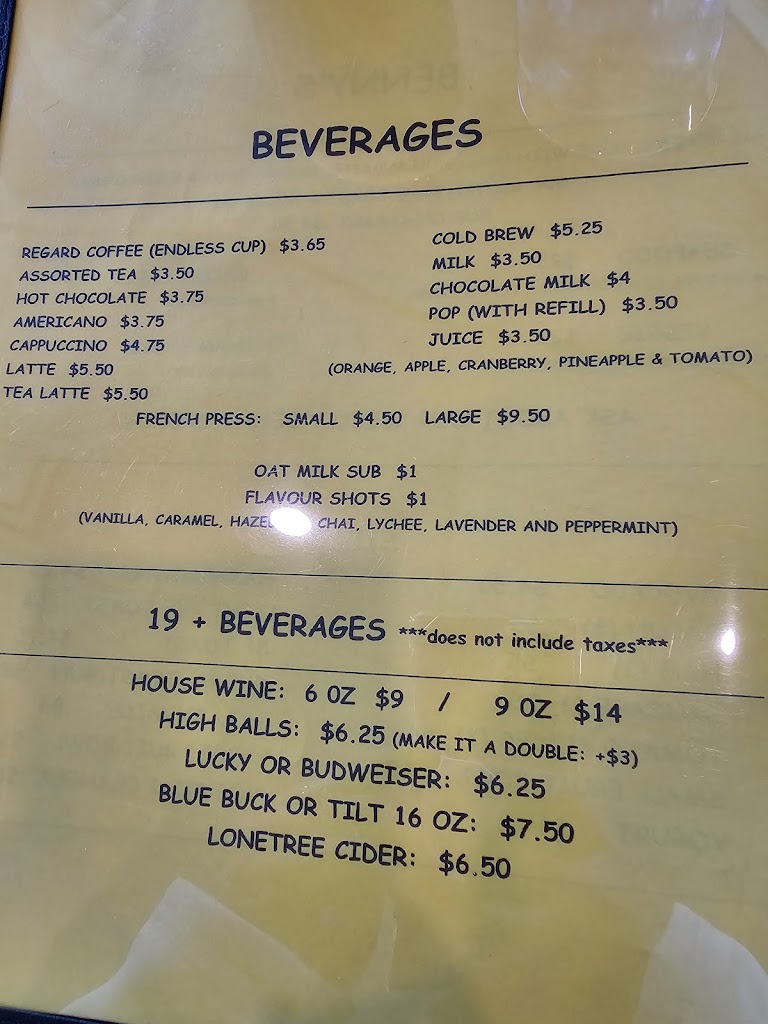 BENNY'S
BEVERAGES
REGARD COFFEE (ENDLESS CUP) $3.65
ASSORTED TEA $3.50
HOT CHOCOLATE $3.75
AMERICANO $3.75
CAPPUCCINO $4.75
LATTE $5.50
TEA LATTE $5.50
COLD BREW $5.25
MILK $3.50
CHOCOLATE MILK $4
POP (WITH REFILL) $3.50
JUICE $3.50
(ORANGE, APPLE, CRANBERRY, PINEAPPLE & TOMATO)
FRENCH PRESS: SMALL $4.50 LARGE $9.50
OAT MILK SUB $1
FLAVOUR SHOTS $1
(VANILLA, CARAMEL, CHAI, LYCHEE, LAVENDER AND PEPPERMINT)
19 + BEVERAGES ***does not include taxes***
HOUSE WINE: 6 OZ $9 / 9 OZ $14
HIGH BALLS: $6.25 (MAKE IT A DOUBLE: +$3)
LUCKY OR BUDWEISER: $6.25
BLUE BUCK OR TILT 16 OZ: $7.50
LONETREE CIDER: $6.50